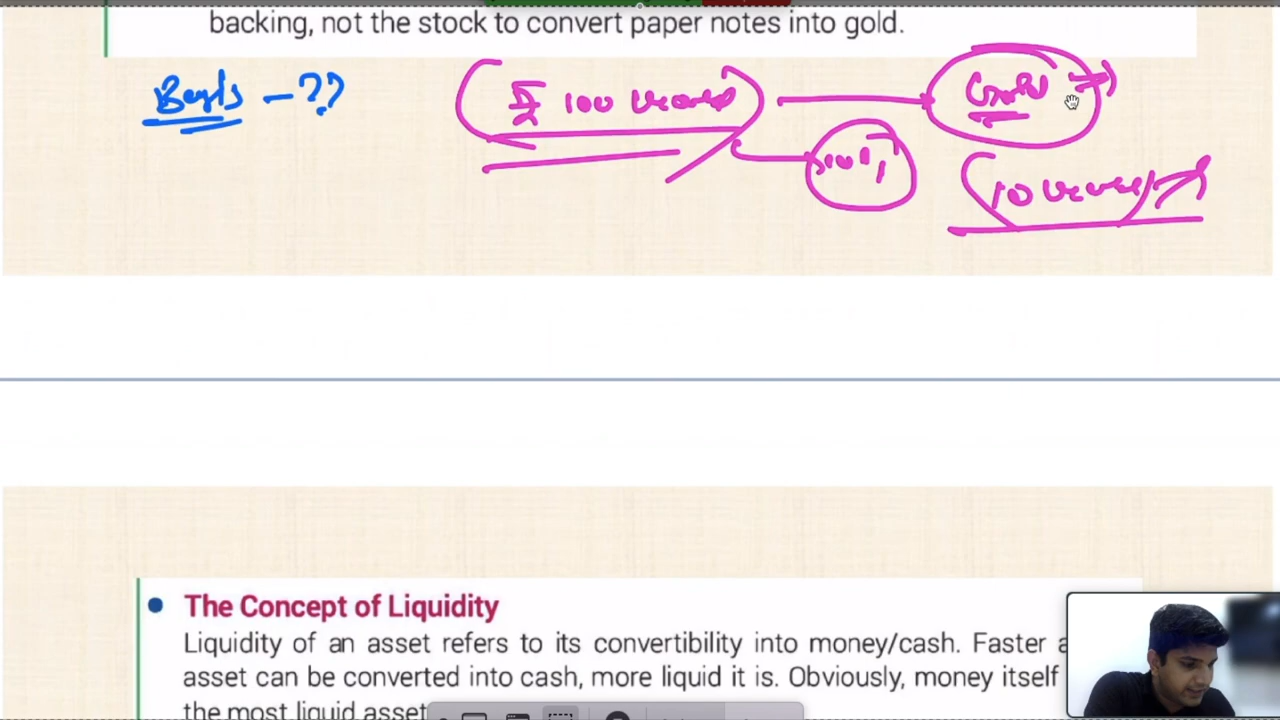 backing, not the stock to convert paper notes into gold.
– ??
100
10
The Concept of Liquidity
Liquidity of an asset refers to its convertibility into money/cash. Faster
asset can be converted into cash, more liquid it is. Obviously, money itself
the most liquid asset